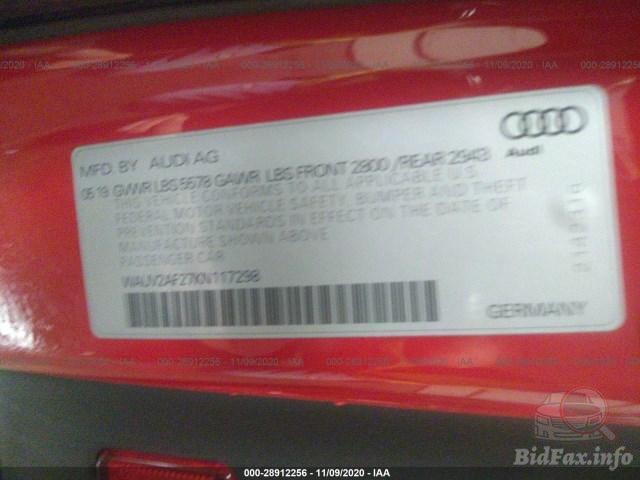 MFD. BY AUDI AG
05 19 GVWR LBS 5578 GAWR LBS FRONT 2800 / REAR 2943
THIS VEHICLE CONFORMS TO ALL APPLICABLE U.S.
FEDERAL MOTOR VEHICLE SAFETY, BUMPER AND THEFT
PREVENTION STANDARDS IN EFFECT ON THE DATE OF
MANUFACTURE SHOWN ABOVE
PASSENGER CAR
WAUV2AF27KN117298
Audi
GERMANY
000-28912256 - 11/09/2020 - IAA
BidFax.info